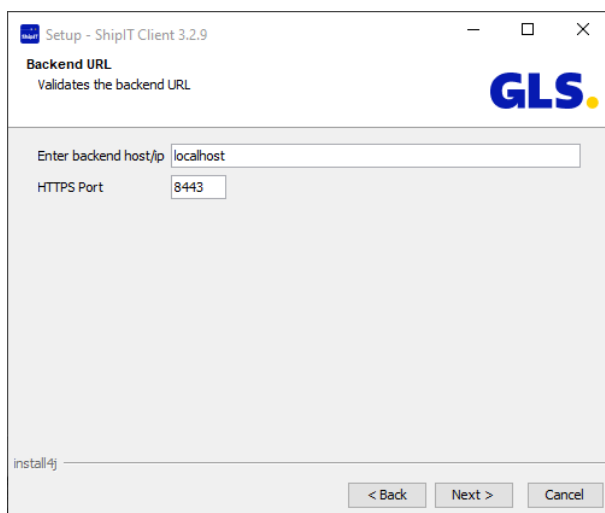 ShipIT Setup - ShipIT Client 3.2.9
Backend URL
Validates the backend URL
GLS.
Enter backend host/ip localhost
HTTPS Port 8443
install4j
< Back Next > Cancel